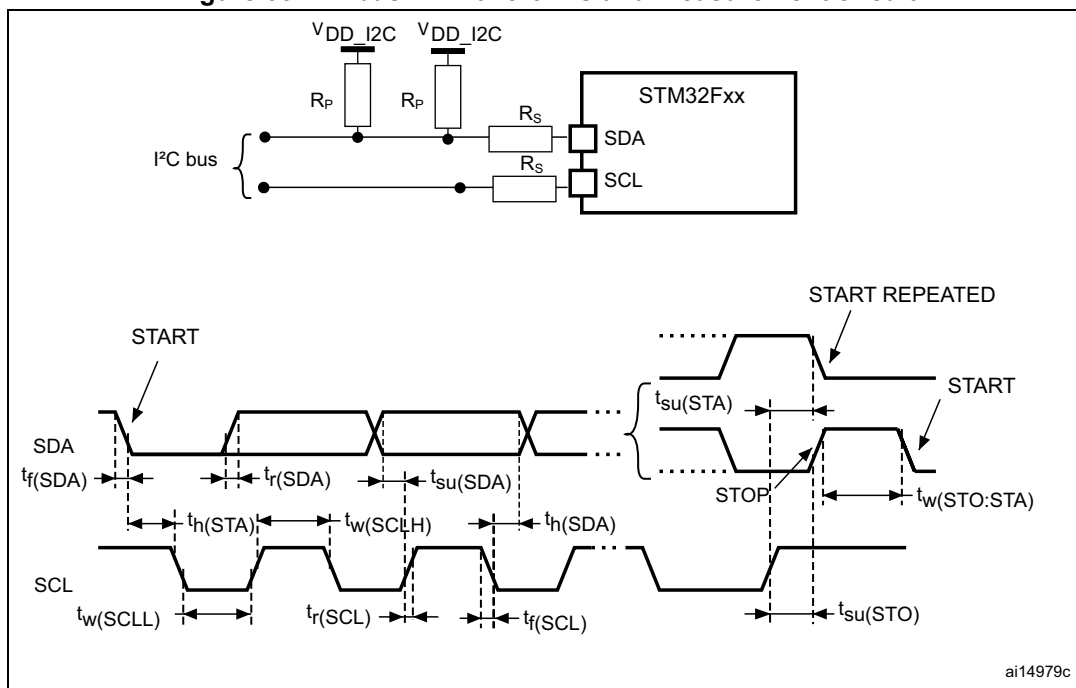 VDD_I2C VDD_I2C
STM32Fxx
RP RP
RS
SDA
I²C bus
RS
SCL
START REPEATED
START
START
tsu(STA)
SDA
tf(SDA) tr(SDA) tsu(SDA)
STOP
tw(STO:STA)
th(STA) tw(SCLH) th(SDA)
SCL
tw(SCLL) tr(SCL) tf(SCL) tsu(STO)
ai14979c